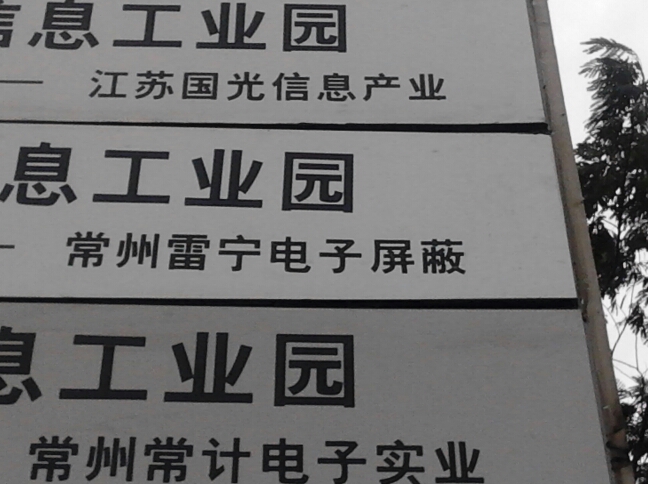 信息工业园
— 江苏国光信息产业
息工业园
— 常州雷宁电子屏蔽
息工业园
常州常计电子实业